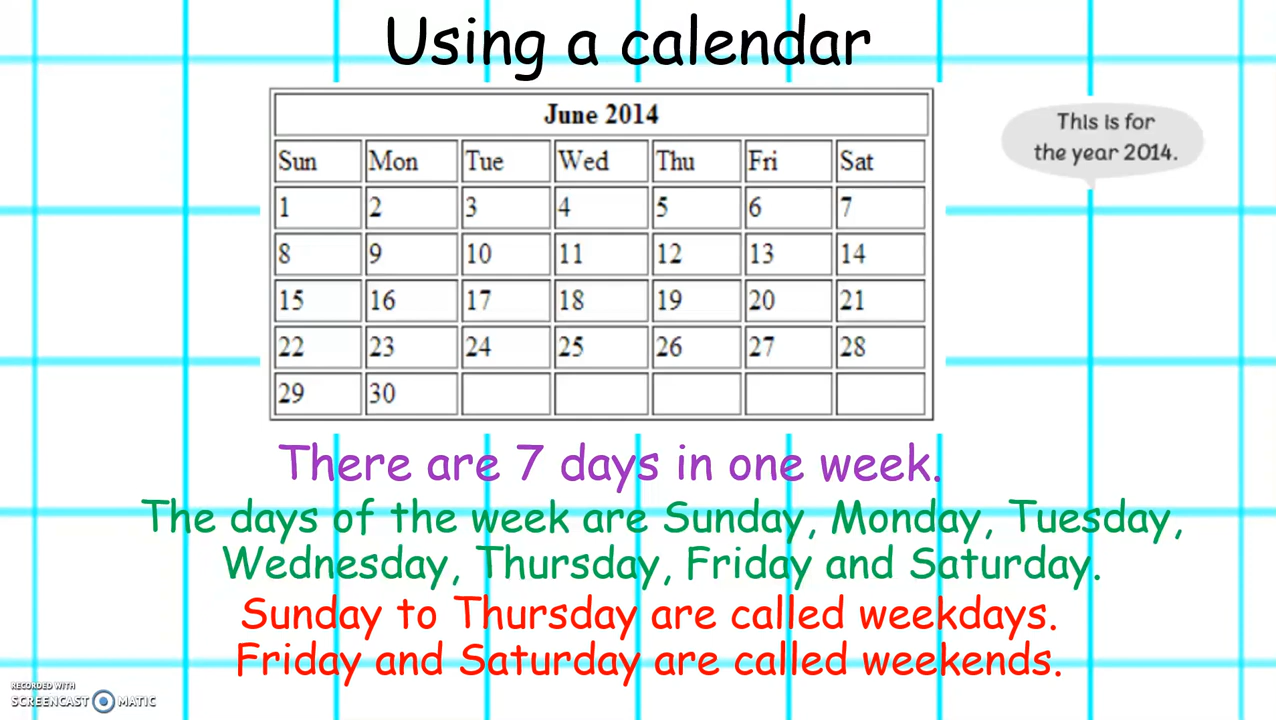 Using a calendar
June 2014
Sun Mon Tue Wed Thu Fri Sat
1 2 3 4 5 6 7
8 9 10 11 12 13 14
15 16 17 18 19 20 21
22 23 24 25 26 27 28
29 30
This is for
the year 2014.
There are 7 days in one week.
The days of the week are Sunday, Monday, Tuesday,
Wednesday, Thursday, Friday and Saturday.
Sunday to Thursday are called weekdays.
Friday and Saturday are called weekends.
RECORDED WITH
SCREENCAST MATIC